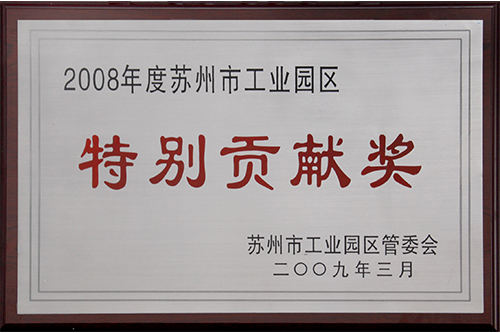 2008年度苏州市工业园区
特别贡献奖
苏州市工业园区管委会
二〇〇九年三月